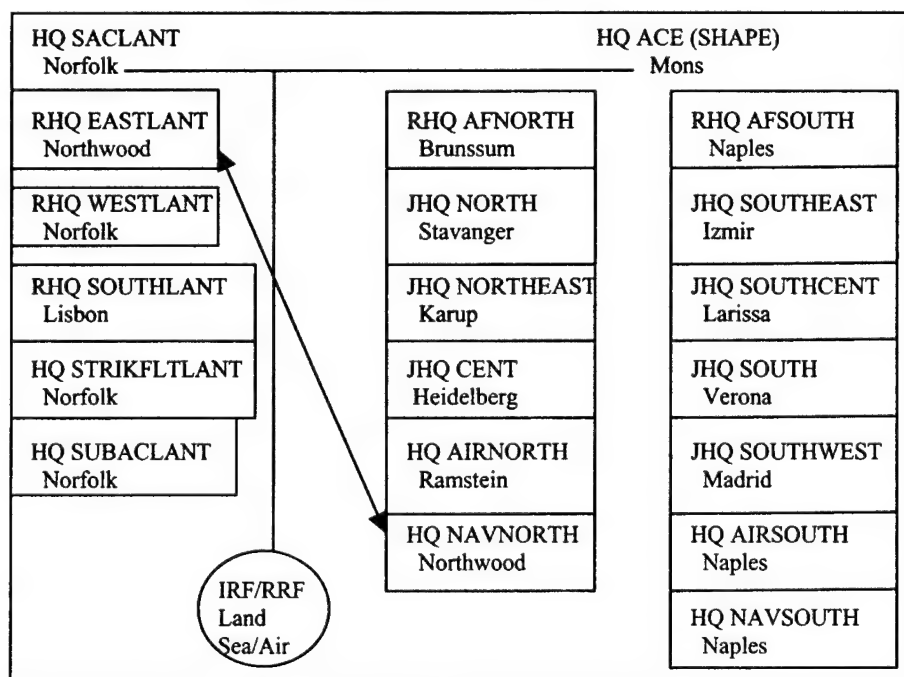 HQ SACLANT
Norfolk
HQ ACE (SHAPE)
Mons
RHQ EASTLANT
Northwood
RHQ WESTLANT
Norfolk
RHQ SOUTHLANT
Lisbon
HQ STRIKFLTLANT
Norfolk
HQ SUBACLANT
Norfolk
IRF/RRF
Land
Sea/Air
RHQ AFNORTH
Brunssum
JHQ NORTH
Stavanger
JHQ NORTHEAST
Karup
JHQ CENT
Heidelberg
HQ AIRNORTH
Ramstein
HQ NAVNORTH
Northwood
RHQ AFSOUTH
Naples
JHQ SOUTHEAST
Izmir
JHQ SOUTHCENT
Larissa
JHQ SOUTH
Verona
JHQ SOUTHWEST
Madrid
HQ AIRSOUTH
Naples
HQ NAVSOUTH
Naples